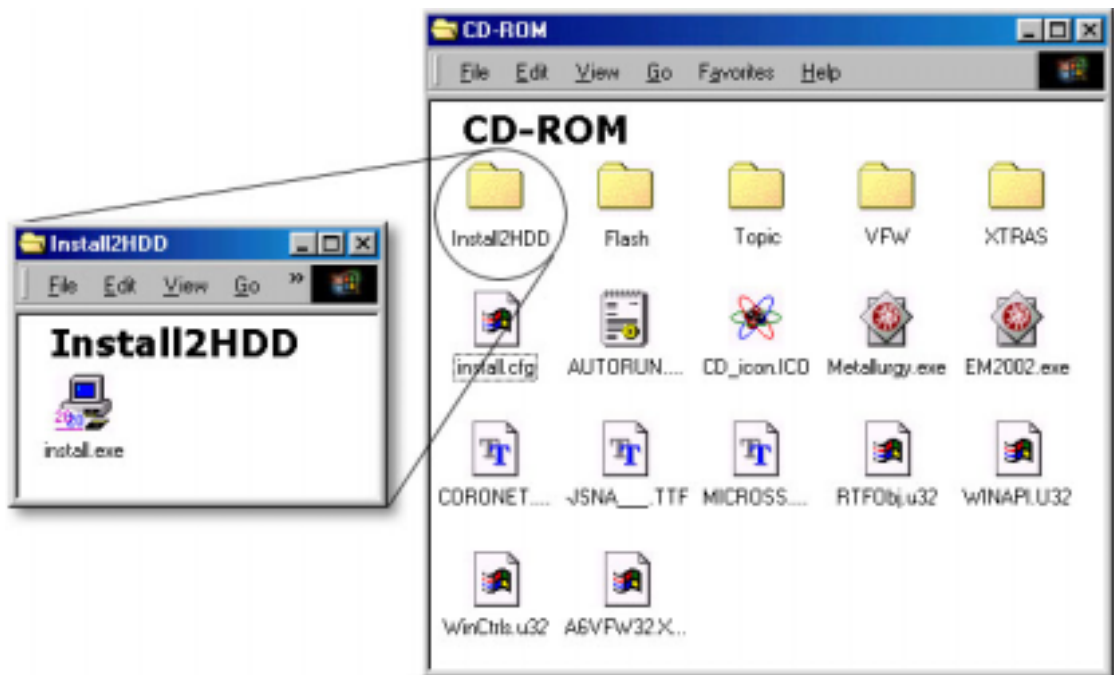 CD-ROM
File Edit View Go Favorites Help
CD-ROM
Install2HDD Flash Topic VFW XTRAS
install.cfg AUTORUN.... CD_icon.ICO Metallurgy.exe EM2002.exe
CORONET.... -JSNA___.TTF MICROSS.... RTFObj.u32 WINAPI.U32
WinCtrls.u32 A6VFW32.X...
Install2HDD
File Edit View Go »
Install2HDD
install.exe